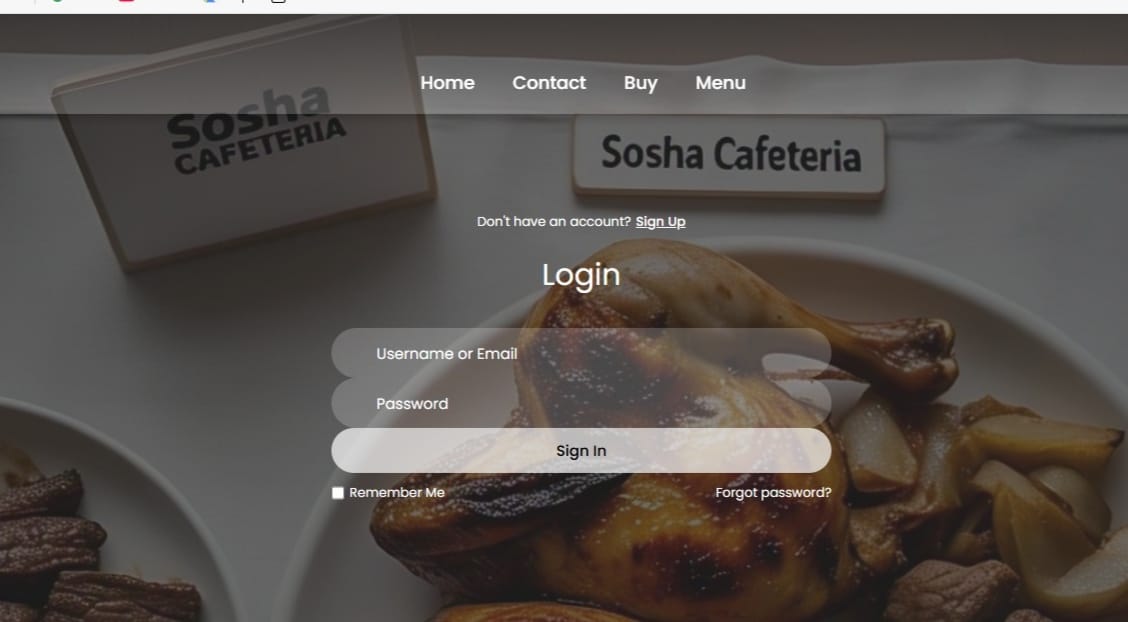 Home Contact Buy Menu
Sosha
CAFETERIA
Sosha Cafeteria
Don't have an account? Sign Up
Login
Username or Email
Password
Sign In
Remember Me Forgot password?